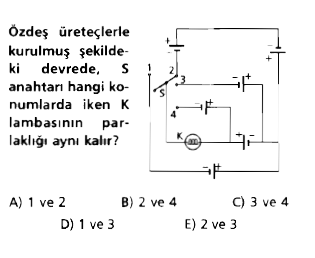 Özdeş üreteçlerle
kurulmuş şekilde-
ki devrede, S
anahtarı hangi ko-
numlarda iken K
lambasının par-
laklığı aynı kalır?
1
2
3
S
4
K
A) 1 ve 2 B) 2 ve 4 C) 3 ve 4
D) 1 ve 3 E) 2 ve 3